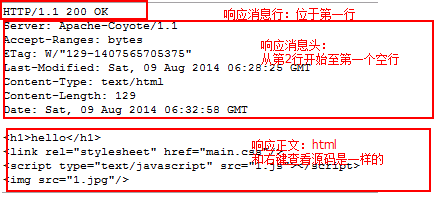 HTTP/1.1 200 OK
响应消息行：位于第一行
Server: Apache-Coyote/1.1
Accept-Ranges: bytes
响应消息头：
从第2行开始至第一个空行
ETag: W/"129-1407565705375"
Last-Modified: Sat, 09 Aug 2014 06:28:25 GMT
Content-Type: text/html
Content-Length: 129
Date: Sat, 09 Aug 2014 06:32:58 GMT
<h1>hello</h1>
响应正文：html
和右键查看源码是一样的
<link rel="stylesheet" href="main.css"
<script type="text/javascript" src="1.js"></script>
<img src="1.jpg"/>